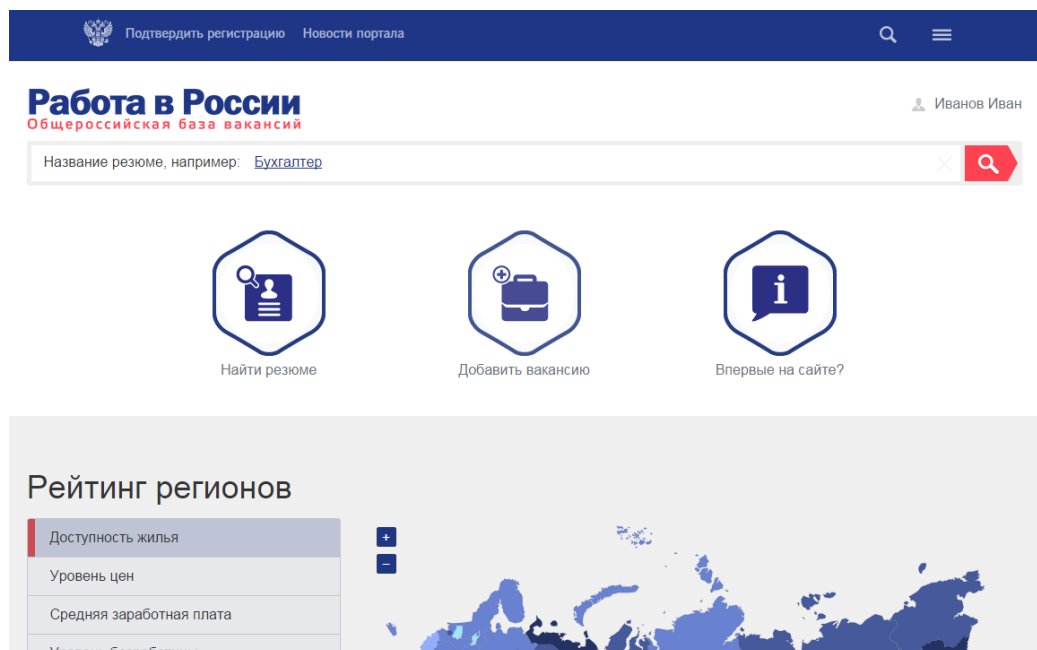 Подтвердить регистрацию Новости портала
Работа в России
Общероссийская база вакансий
Иванов Иван
Название резюме, например: Бухгалтер
Найти резюме Добавить вакансию Впервые на сайте?
Рейтинг регионов
Доступность жилья
+
−
Уровень цен
Средняя заработная плата